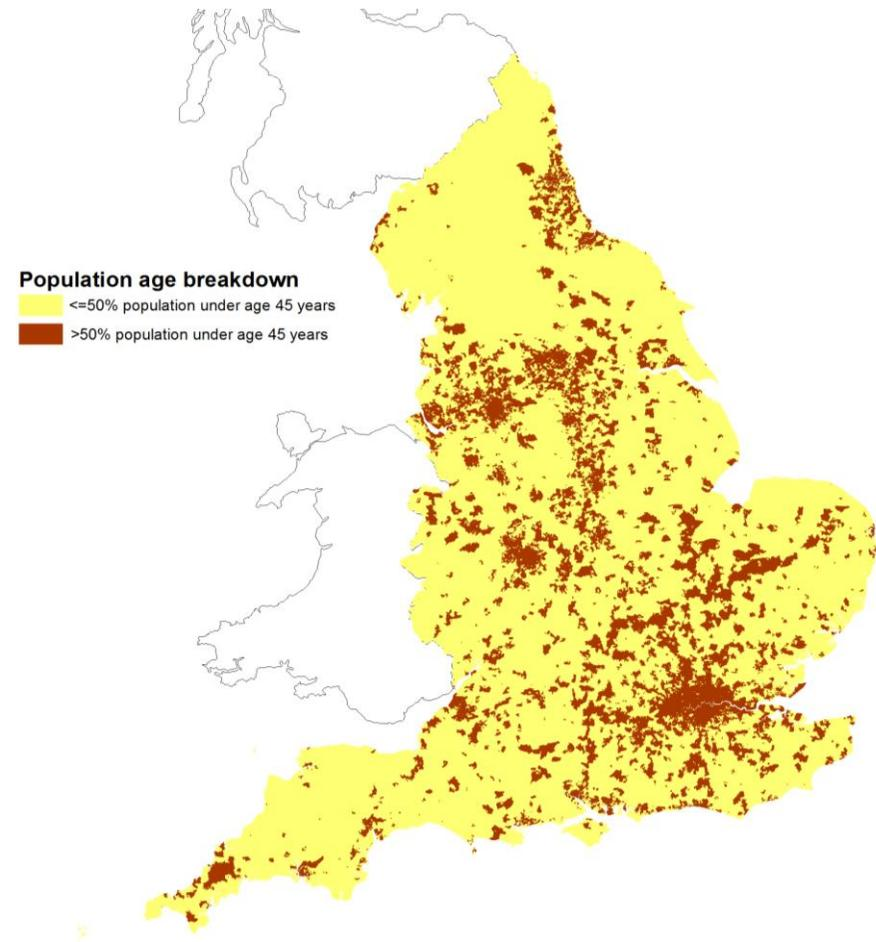 Population age breakdown
<=50% population under age 45 years
>50% population under age 45 years